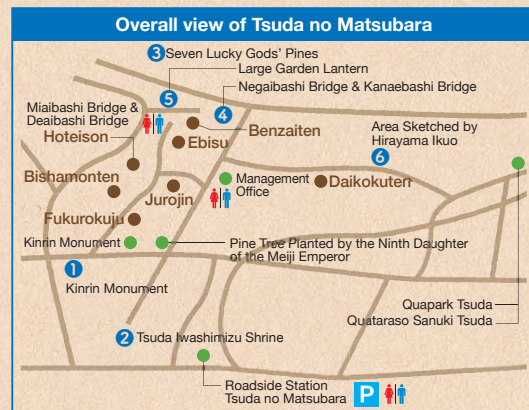 Overall view of Tsuda no Matsubara
3 Seven Lucky Gods' Pines
Large Garden Lantern
5
Negaibashi Bridge & Kanaebashi Bridge
4
Miaibashi Bridge &
Deaibashi Bridge
Benzaiten
Hoteison
Ebisu
Area Sketched by
Hirayama Ikuo
6
Bishamonten
Jurojin
Management
Office
Daikokuten
Fukurokuju
Kinrin Monument
Pine Tree Planted by the Ninth Daughter
of the Meiji Emperor
1
Kinrin Monument
Quapark Tsuda
Quataraso Sanuki Tsuda
2 Tsuda Iwashimizu Shrine
Roadside Station
Tsuda no Matsubara
P